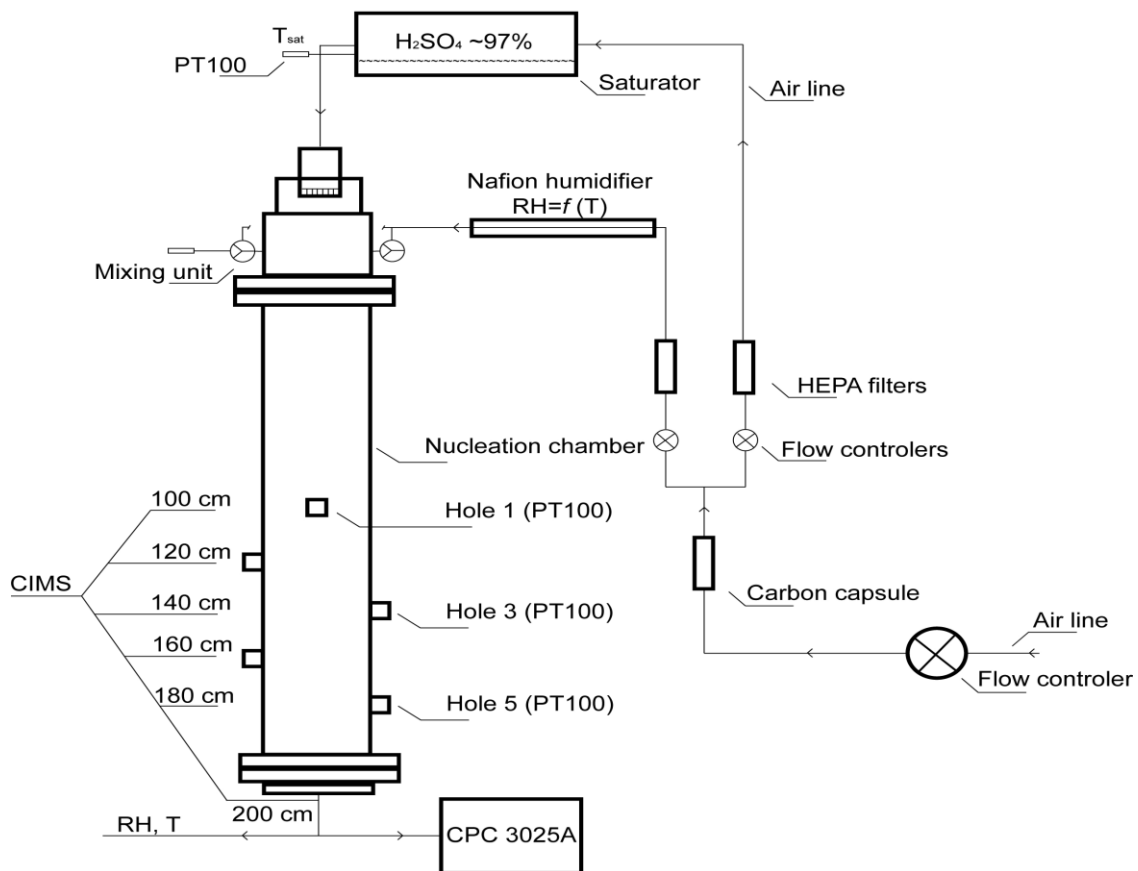 Tsat
H₂SO₄ ~97%
PT100
Saturator
Air line
Nafion humidifier
RH=f (T)
Mixing unit
HEPA filters
Nucleation chamber
Flow controlers
100 cm
Hole 1 (PT100)
120 cm
CIMS
Carbon capsule
140 cm
Hole 3 (PT100)
Air line
160 cm
Flow controler
180 cm
Hole 5 (PT100)
200 cm
RH, T
CPC 3025A